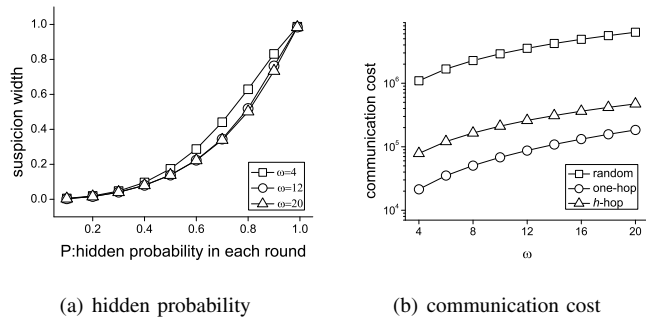 suspicion width
1.0
0.8
0.6
0.4
0.2
0.0
0.2 0.4 0.6 0.8 1.0
P:hidden probability in each round
ω=4
ω=12
ω=20
(a) hidden probability
communication cost
10^6
10^5
10^4
4 8 12 16 20
ω
random
one-hop
h-hop
(b) communication cost